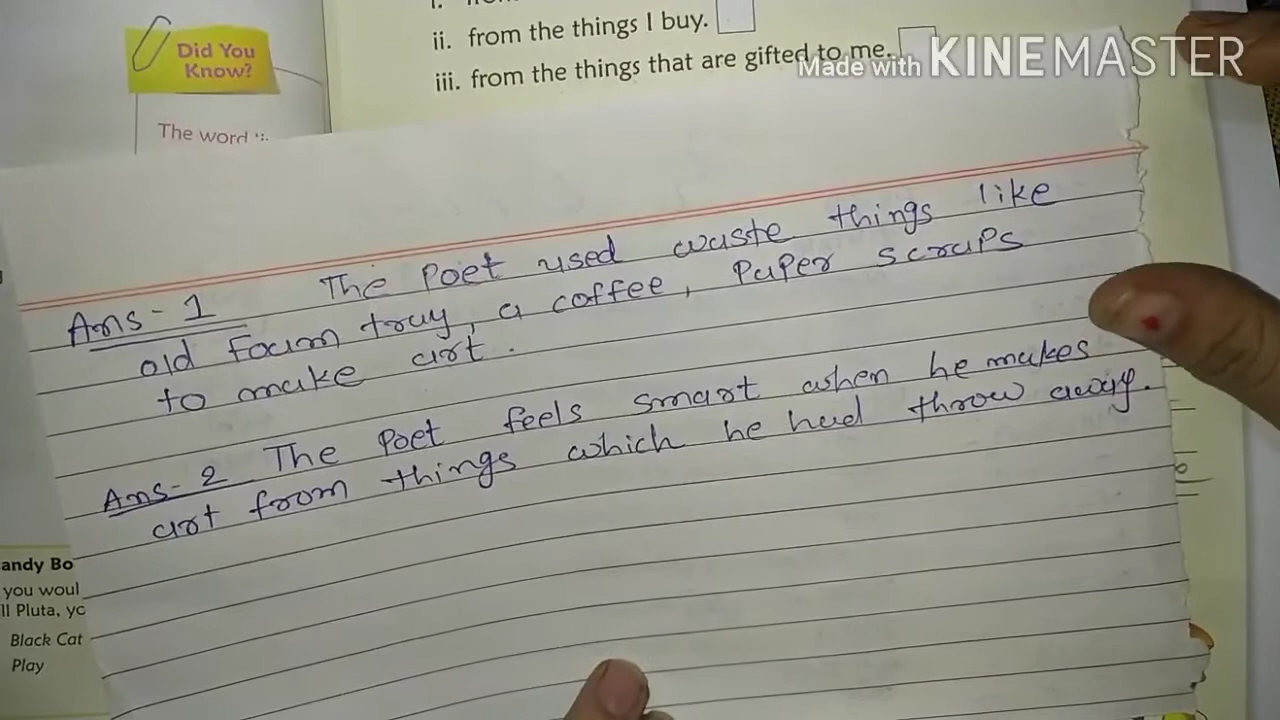 ii. from the things I buy.
iii. from the things that are gifted to me.
Made with KINEMASTER
Did You
Know?
The word
Ans - 1 The Poet used waste things like
old Foam tray, a coffee, Paper scraps
to make art.
Ans - 2 The Poet feels smart when he makes
art from things which he had throw away.
andy Bo
you woul
ll Pluta, yo
Black Cat
Play